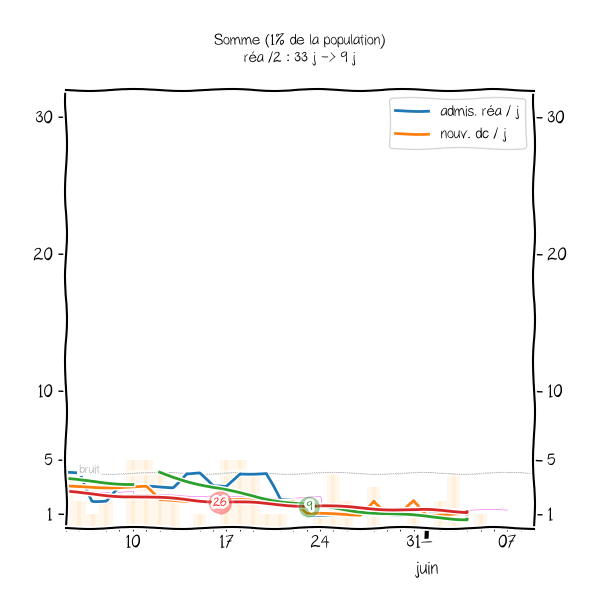 Somme (1% de la population)
réa /2 : 33 j -> 9 j
admis. réa / j
nouv. dc / j
30
30
20
20
10
10
5
5
bruit
26
9
1
1
10
17
24
31
07
juin